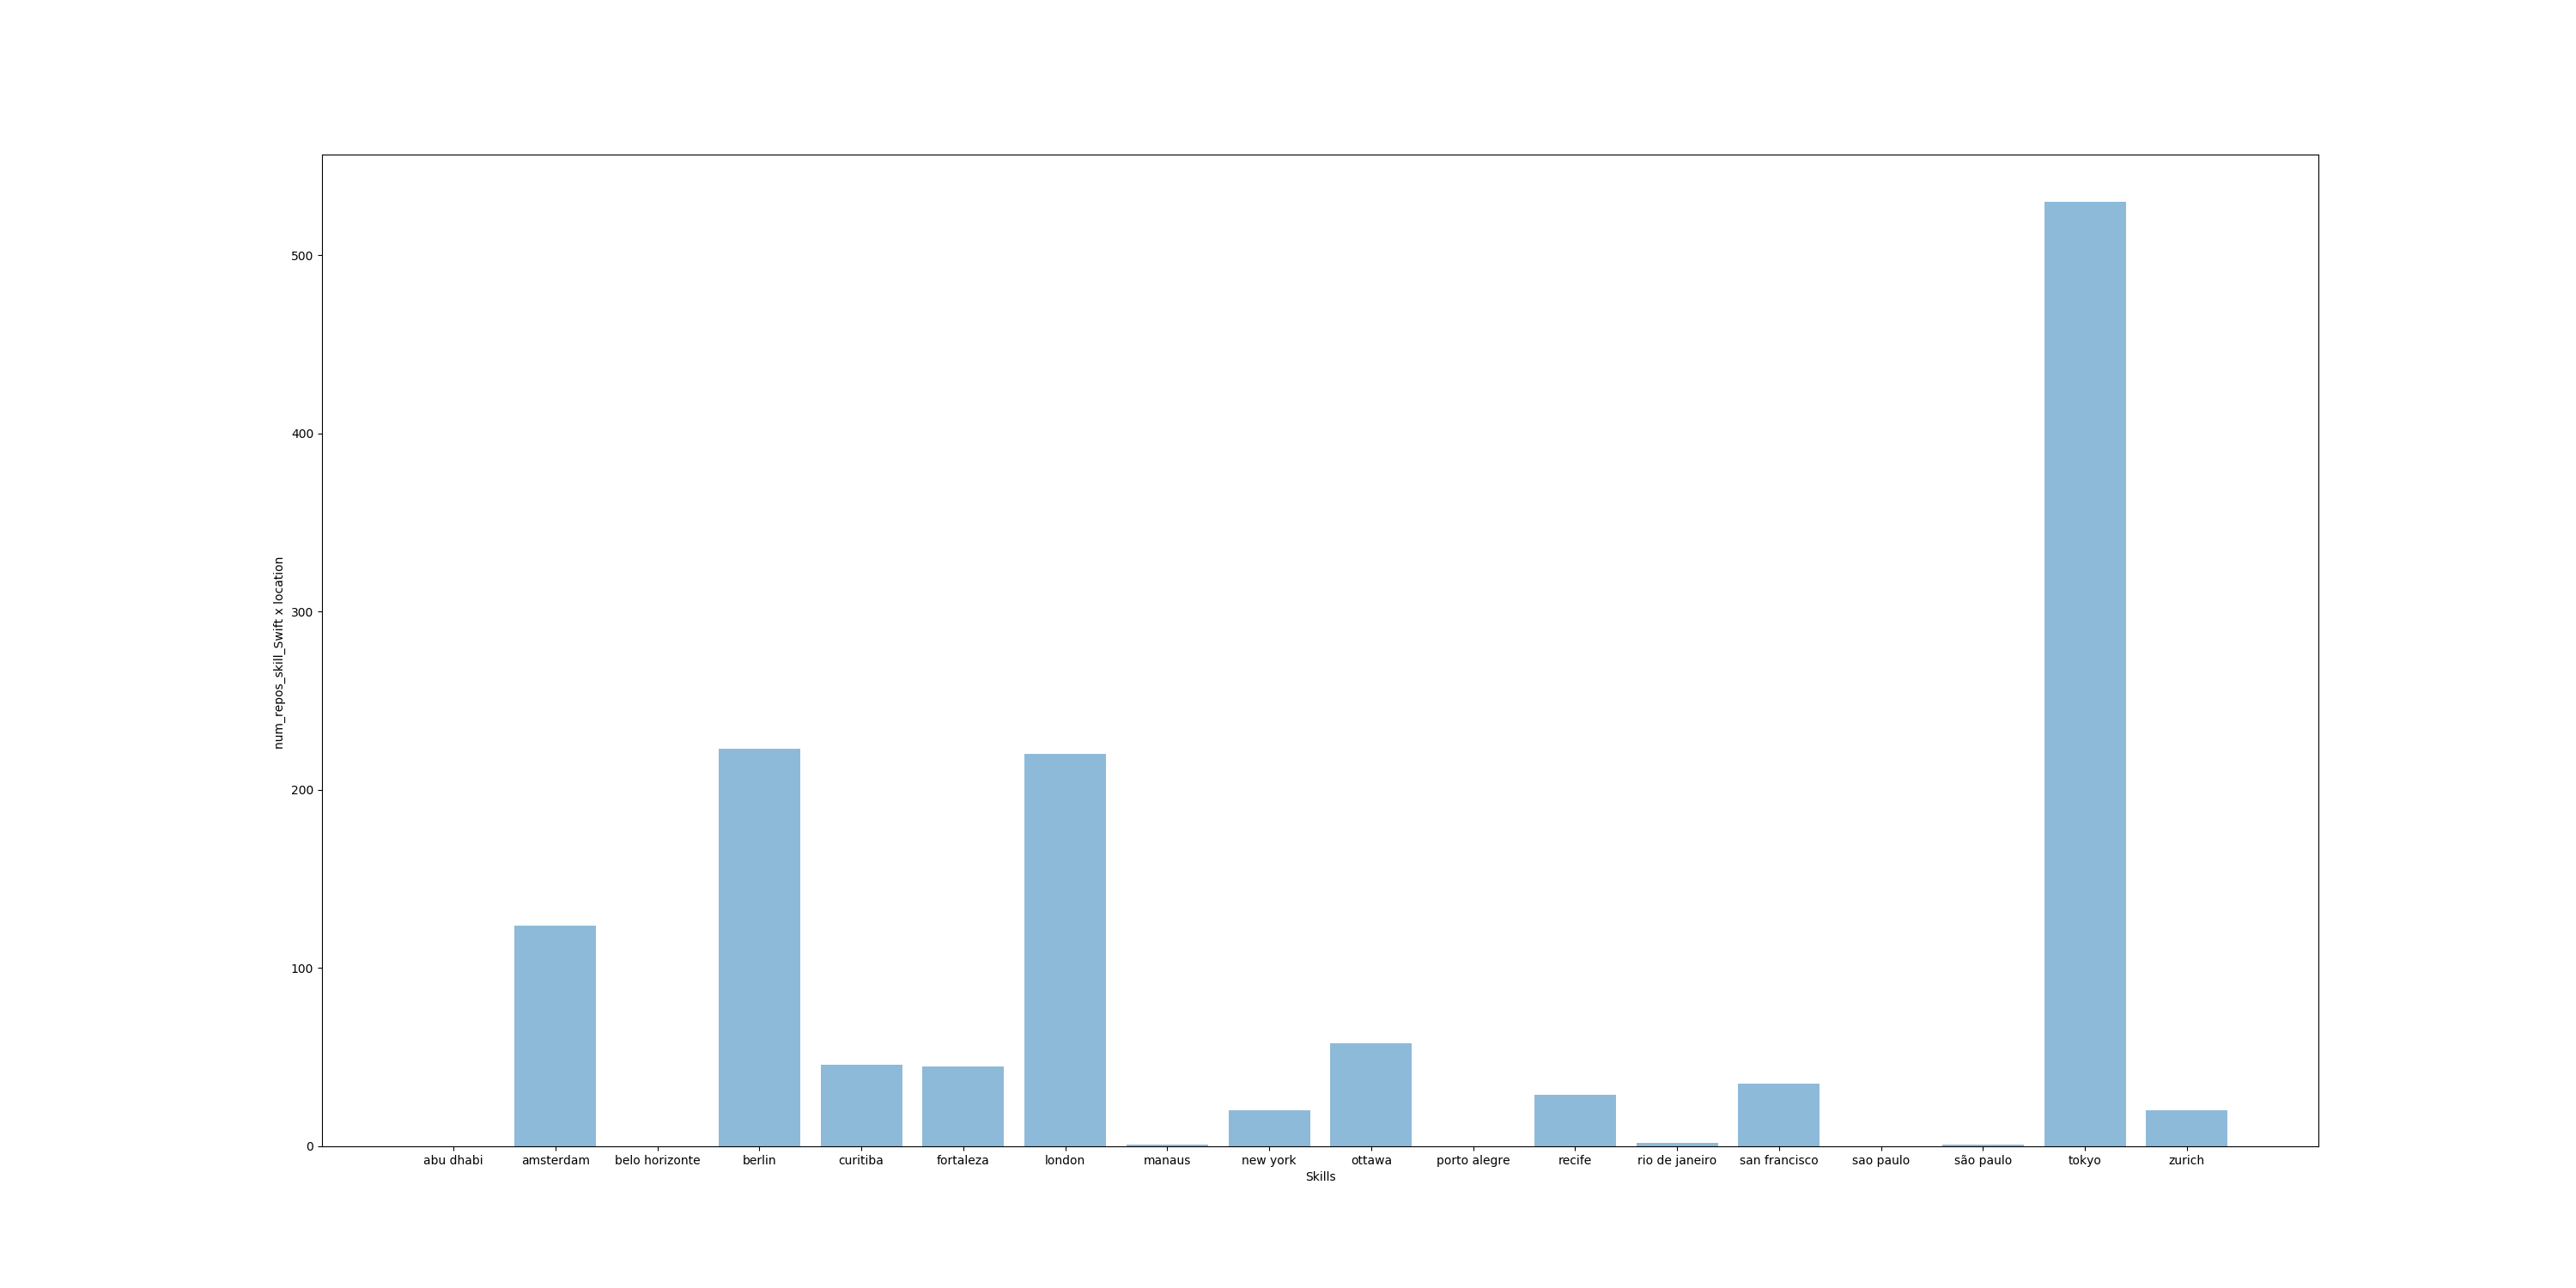 500
400
300
200
100
0
num_repos_skill_Swift x location
abu dhabi amsterdam belo horizonte berlin curitiba fortaleza london manaus new york ottawa porto alegre recife rio de janeiro san francisco sao paulo são paulo tokyo zurich
Skills